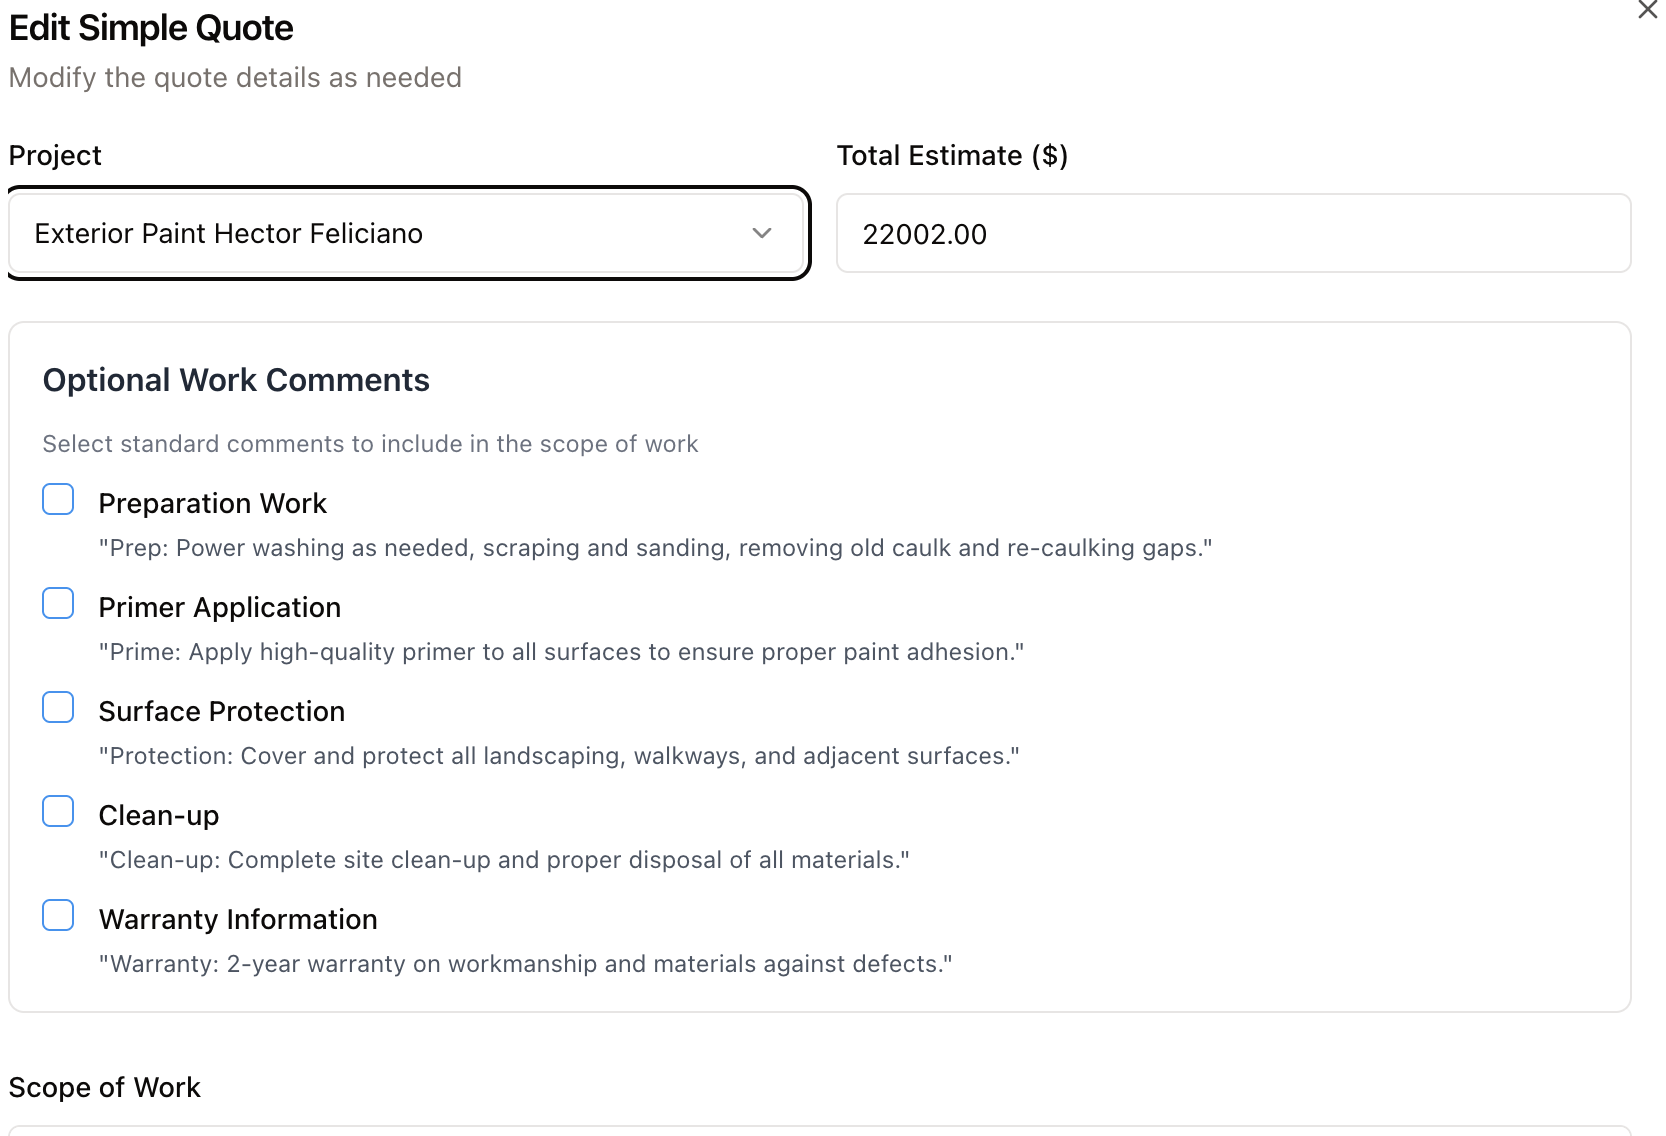 Edit Simple Quote
Modify the quote details as needed
Project
Total Estimate ($)
Exterior Paint Hector Feliciano
22002.00
Optional Work Comments
Select standard comments to include in the scope of work
Preparation Work
"Prep: Power washing as needed, scraping and sanding, removing old caulk and re-caulking gaps."
Primer Application
"Prime: Apply high-quality primer to all surfaces to ensure proper paint adhesion."
Surface Protection
"Protection: Cover and protect all landscaping, walkways, and adjacent surfaces."
Clean-up
"Clean-up: Complete site clean-up and proper disposal of all materials."
Warranty Information
"Warranty: 2-year warranty on workmanship and materials against defects."
Scope of Work